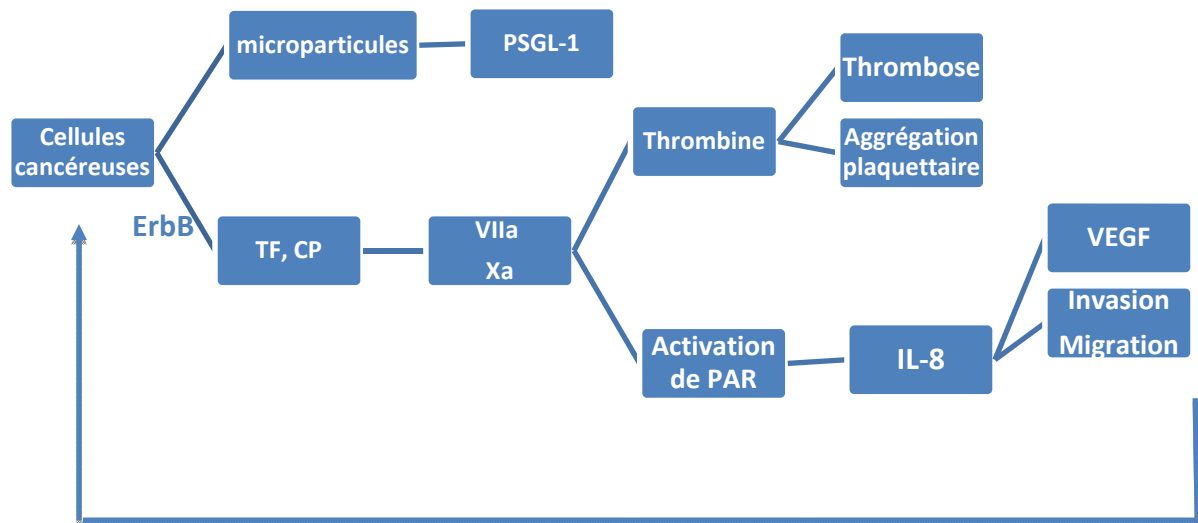 microparticules
PSGL-1
Thrombose
Cellules
cancéreuses
Thrombine
Aggrégation
plaquettaire
ErbB
TF, CP
VIIa
Xa
VEGF
Invasion
Migration
Activation
de PAR
IL-8